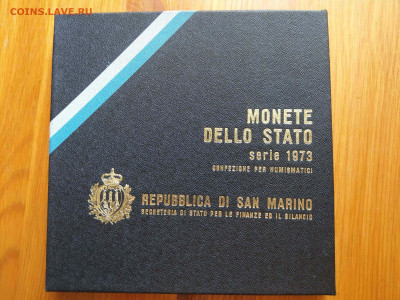 COINS.LAVE.RU
MONETE
DELLO STATO
serie 1973
CONFEZIONE PER NUMISMATICI
REPUBBLICA DI SAN MARINO
SEGRETERIA DI STATO PER LE FINANZE ED IL BILANCIO